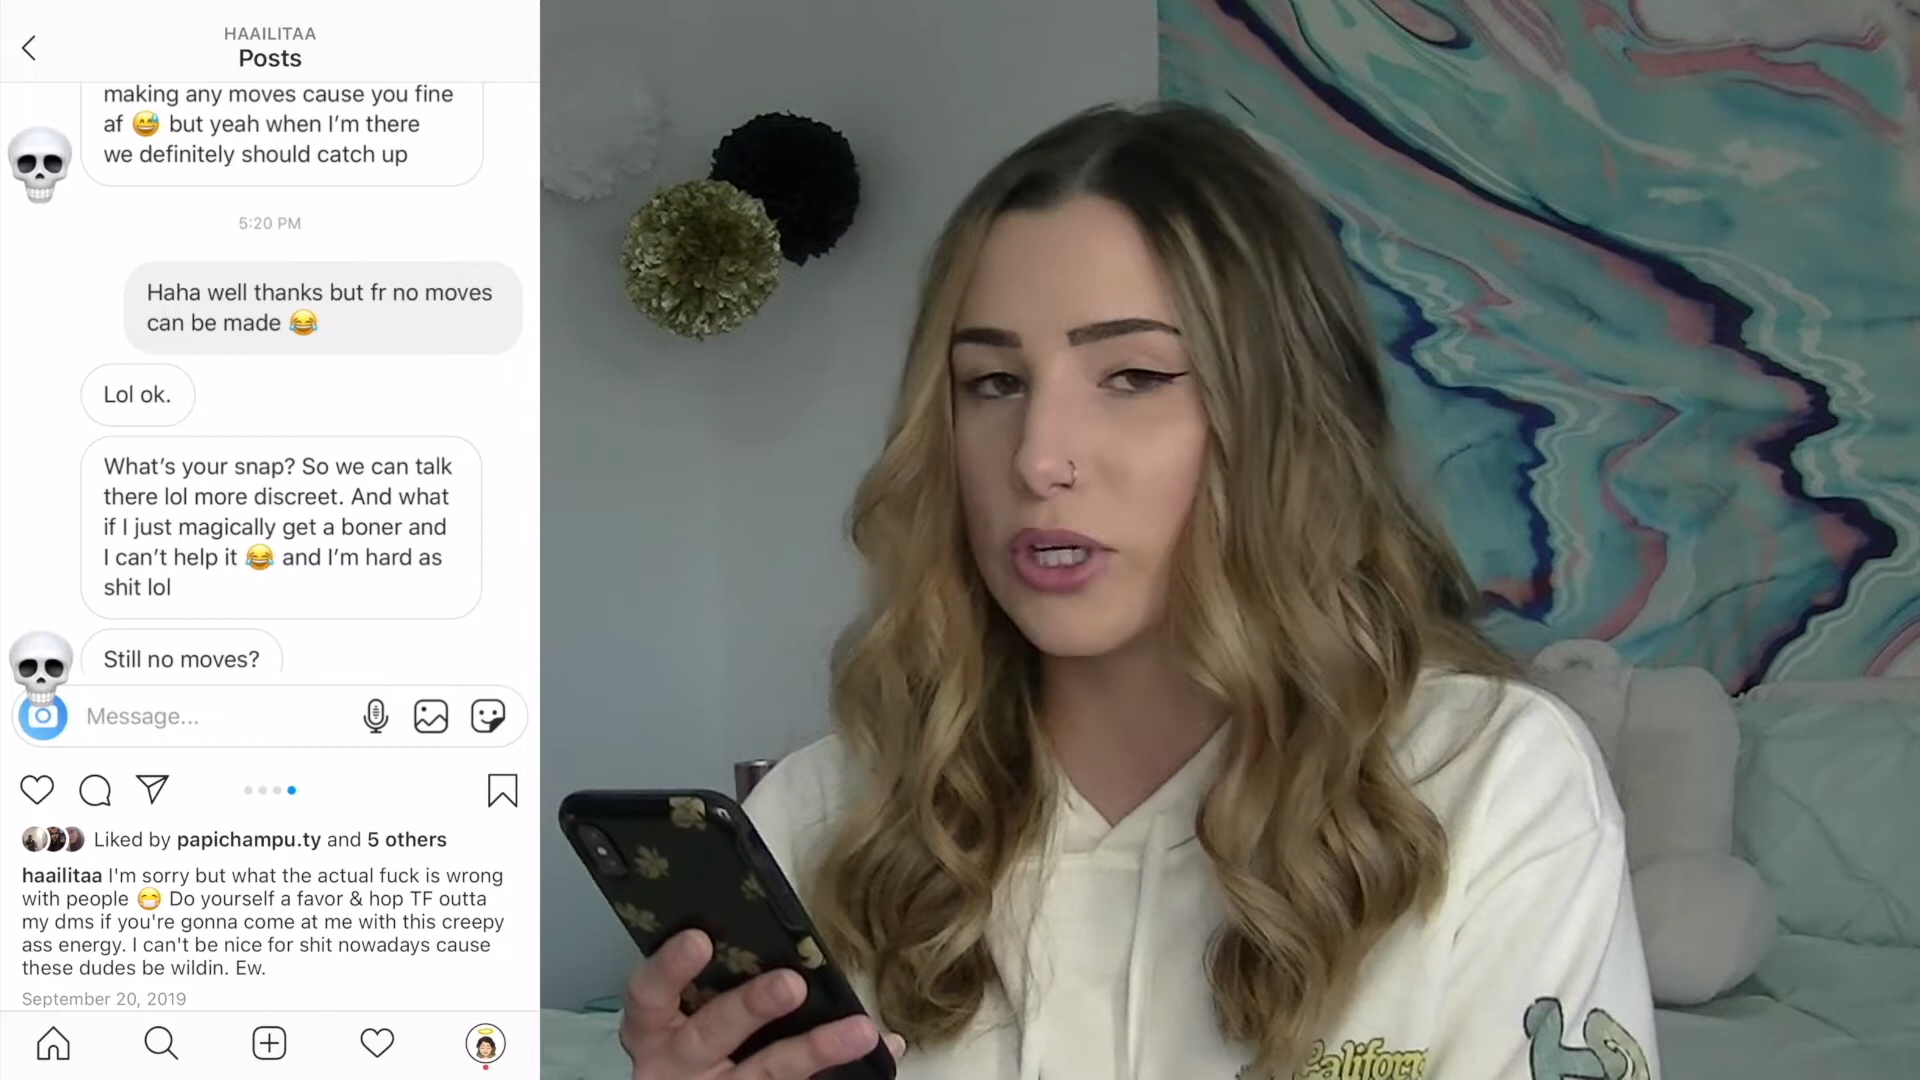 HAAILITAA
Posts
making any moves cause you fine
af 😅 but yeah when I'm there
we definitely should catch up
5:20 PM
Haha well thanks but fr no moves
can be made 😂
Lol ok.
What's your snap? So we can talk
there lol more discreet. And what
if I just magically get a boner and
I can't help it 😂 and I'm hard as
shit lol
Still no moves?
Message...
Liked by papichampu.ty and 5 others
haailitaa I'm sorry but what the actual fuck is wrong
with people 😷 Do yourself a favor & hop TF outta
my dms if you're gonna come at me with this creepy
ass energy. I can't be nice for shit nowadays cause
these dudes be wildin. Ew.
September 20, 2019